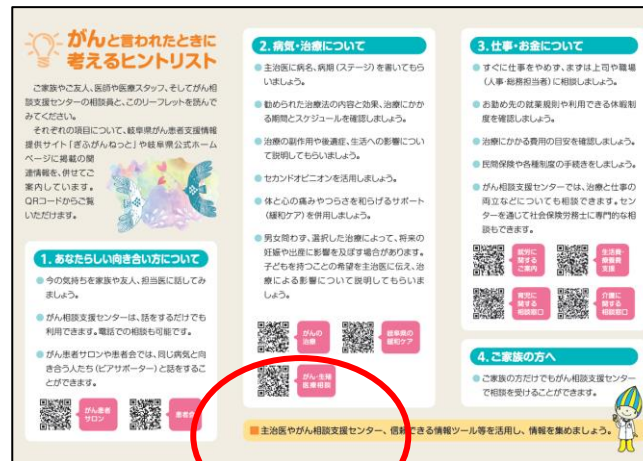 がんと言われたときに
考えるヒントリスト
ご家族やご友人、医師や医療スタッフ、そしてがん相
談支援センターの相談員と、このリーフレットを読んで
みてください。
それぞれの項目について、岐阜県がん患者支援情報
提供サイト「ぎふがんねっと」や岐阜県公式ホーム
ページに掲載の関
連情報を、併せてご
案内しています。
QRコードからご覧
いただけます。
1. あなたらしい向き合い方について
● 今の気持ちを家族や友人、担当医に話してみ
ましょう。
● がん相談支援センターは、話をするだけでも
利用できます。電話での相談も可能です。
● がん患者サロンや患者会では、同じ病気と向
き合う人たち(ピアサポーター)と話をするこ
とができます。
がん患者
サロン
患者会
2. 病気・治療について
● 主治医に病名、病期(ステージ)を書いてもら
いましょう。
● 勧められた治療法の内容と効果、治療にかか
る期間とスケジュールを確認しましょう。
● 治療の副作用や後遺症、生活への影響につい
て説明してもらいましょう。
● セカンドオピニオンを活用しましょう。
● 体と心の痛みやつらさを和らげるサポート
(緩和ケア)を併用しましょう。
● 男女問わず、選択した治療によって、将来の
妊娠や出産に影響を及ぼす場合があります。
子どもを持つことの希望を主治医に伝え、治
療による影響について説明してもらいま
しょう。
がんの
治療
岐阜県の
緩和ケア
がん・生殖
医療相談
3. 仕事・お金について
● すぐに仕事をやめず、まずは上司や職場
(人事・総務担当者)に相談しましょう。
● お勤め先の就業規則や利用できる休暇制
度を確認しましょう。
● 治療にかかる費用の目安を確認しましょう。
● 民間保険や各種制度の手続きをしましょう。
● がん相談支援センターでは、治療と仕事の
両立などについても相談できます。セン
ターを通じて社会保険労務士に専門的な相
談もできます。
就労に
関する
ご案内
生活費・
療養費
支援
育児に
関する
相談窓口
介護に
関する
相談窓口
4. ご家族の方へ
● ご家族の方だけでもがん相談支援センター
で相談を受けることができます。
■ 主治医やがん相談支援センター、信頼できる情報ツール等を活用し、情報を集めましょう。